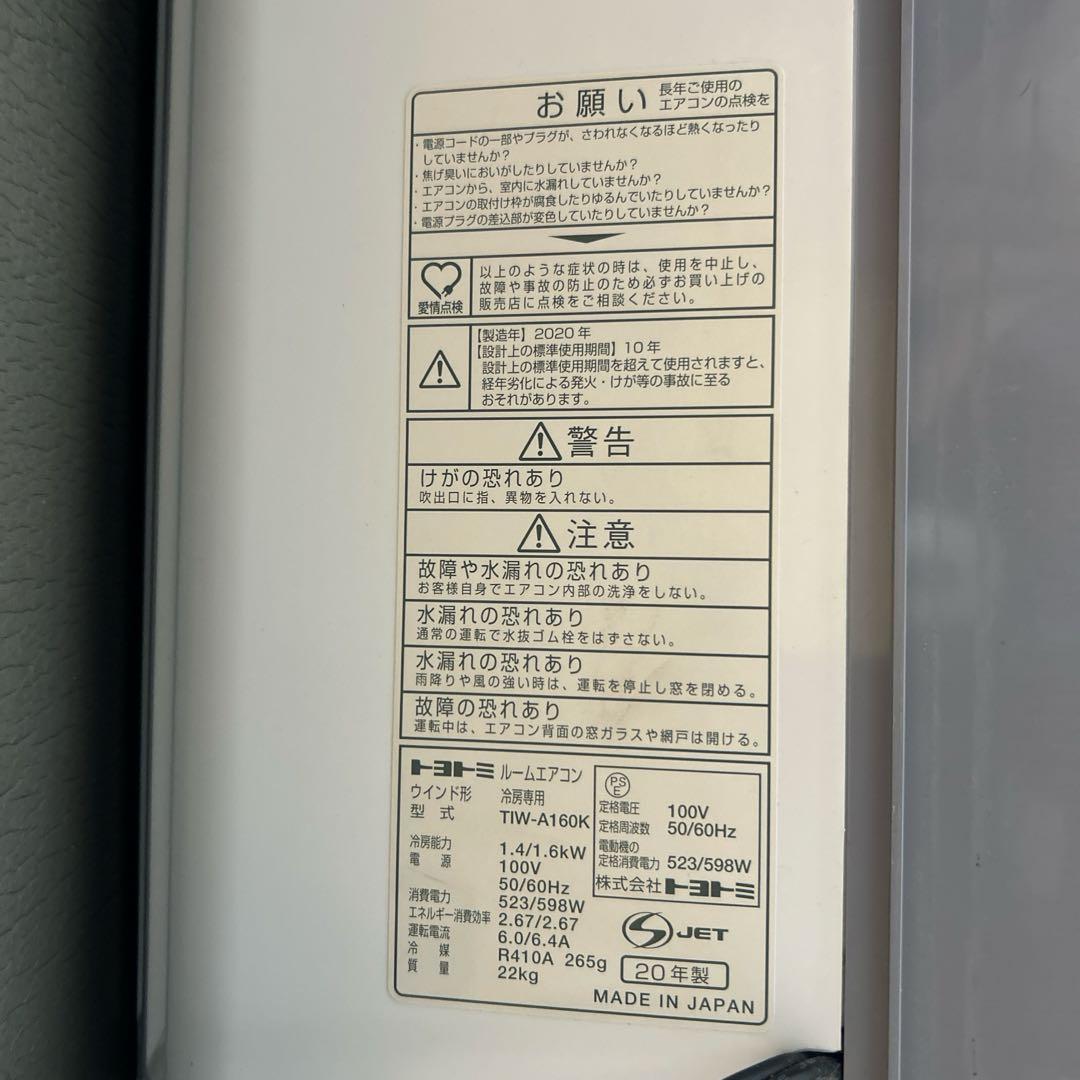 お願い 長年ご使用の
エアコンの点検を
・電源コードの一部やプラグが、さわれなくなるほど熱くなったり
していませんか?
・焦げ臭いにおいがしたりしていませんか?
・エアコンから、室内に水漏れしていませんか?
・エアコンの取付け枠が腐食したりゆるんでいたりしていませんか?
・電源プラグの差込部が変色していたりしていませんか?
愛情点検
以上のような症状の時は、使用を中止し、
故障や事故の防止のため必ずお買い上げの
販売店に点検をご相談ください。
【製造年】2020年
【設計上の標準使用期間】10年
設計上の標準使用期間を超えて使用されますと、
経年劣化による発火・けが等の事故に至る
おそれがあります。
警告
けがの恐れあり
吹出口に指、異物を入れない。
注意
故障や水漏れの恐れあり
お客様自身でエアコン内部の洗浄をしない。
水漏れの恐れあり
通常の運転で水抜ゴム栓をはずさない。
水漏れの恐れあり
雨降りや風の強い時は、運転を停止し窓を閉める。
故障の恐れあり
運転中は、エアコン背面の窓ガラスや網戸は開ける。
トヨトミ ルームエアコン
ウインド形 冷房専用
型式 TIW-A160K
冷房能力 1.4/1.6kW
電源 100V
50/60Hz
消費電力 523/598W
エネルギー消費効率 2.67/2.67
運転電流 6.0/6.4A
冷媒 R410A 265g
質量 22kg
PS
E
定格電圧 100V
定格周波数 50/60Hz
電動機の
定格消費電力 523/598W
株式会社トヨトミ
S JET
20年製
MADE IN JAPAN